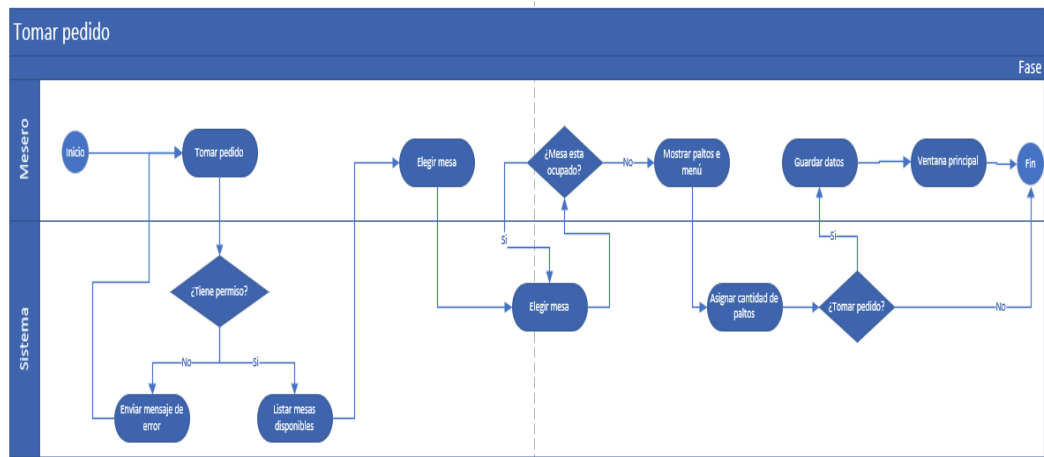 Tomar pedido
Fase
Mesero
Inicio
Tomar pedido
Elegir mesa
¿Mesa esta
ocupado?
No
Mostrar paltos e
menú
Guardar datos
Ventana principal
Fin
Si
Si
Sistema
¿Tiene permiso?
Elegir mesa
Asignar cantidad de
paltos
¿Tomar pedido?
No
No
Si
Enviar mensaje de
error
Listar mesas
disponibles